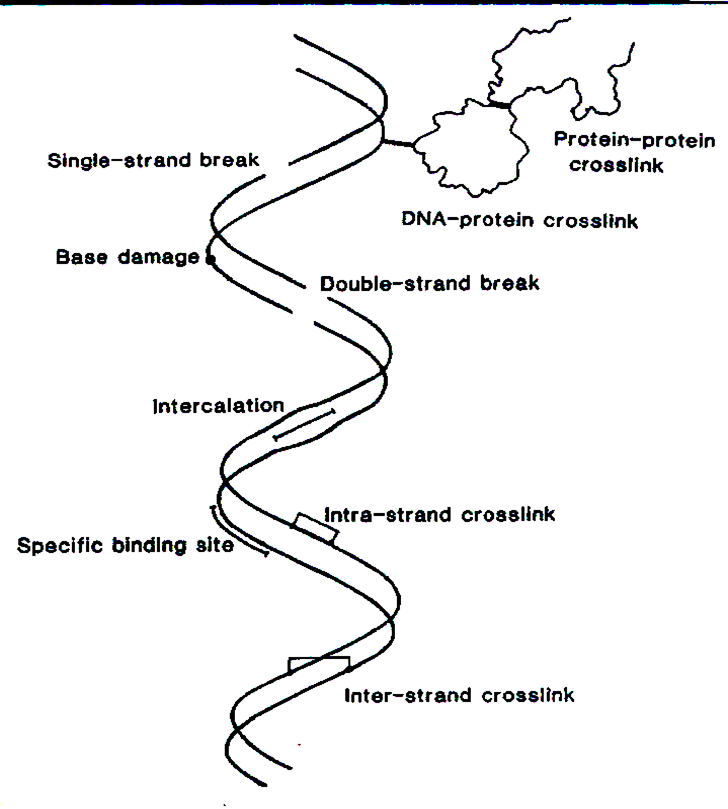 Protein-protein
crosslink
Single-strand break
DNA-protein crosslink
Base damage
Double-strand break
Intercalation
Intra-strand crosslink
Specific binding site
Inter-strand crosslink